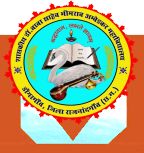 शासकीय डॉ. बाबा साहेब भीमराव अम्बेडकर महाविद्यालय
डोंगरगाँव, जिला राजनांदगाँव (छ.ग.)